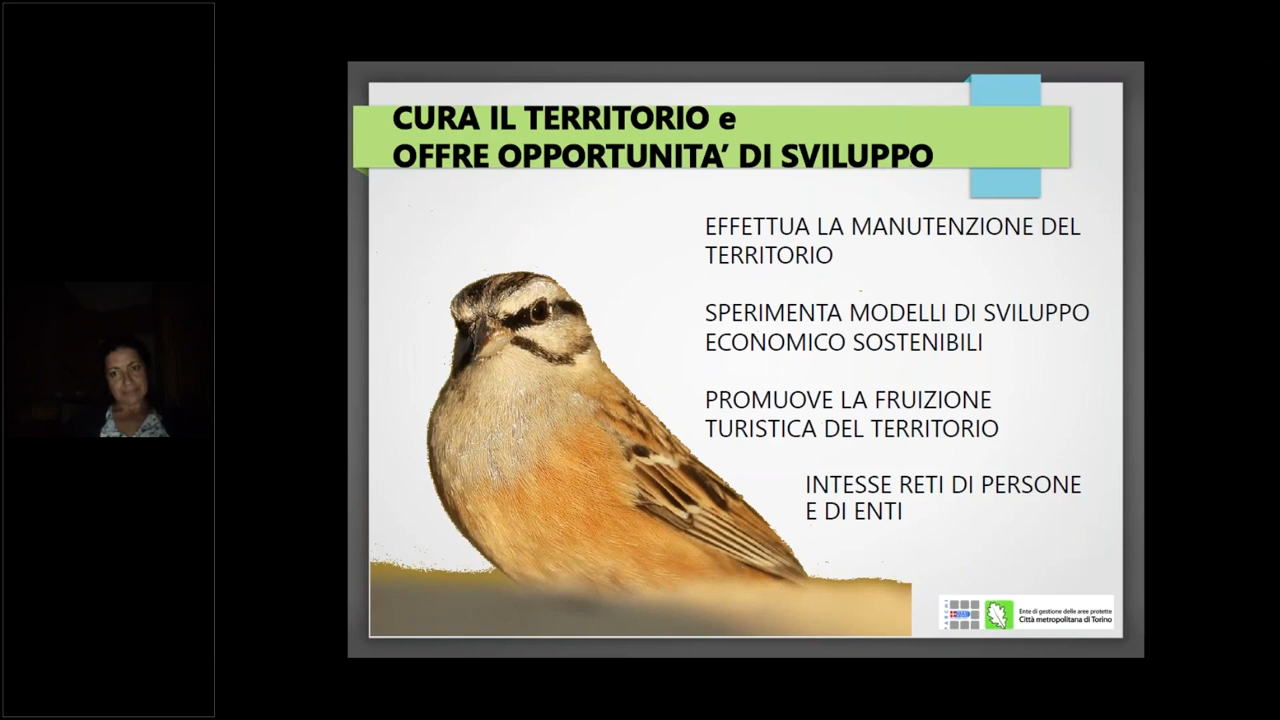 CURA IL TERRITORIO e
OFFRE OPPORTUNITA’ DI SVILUPPO
EFFETTUA LA MANUTENZIONE DEL
TERRITORIO
SPERIMENTA MODELLI DI SVILUPPO
ECONOMICO SOSTENIBILI
PROMUOVE LA FRUIZIONE
TURISTICA DEL TERRITORIO
INTESSE RETI DI PERSONE
E DI ENTI
PARCHI
Ente di gestione delle aree protette
Città metropolitana di Torino